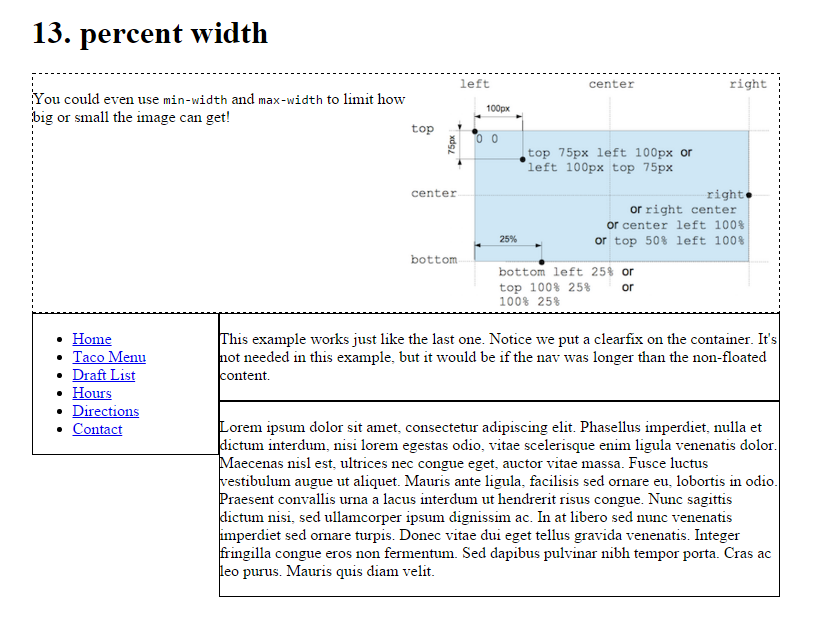 13. percent width
You could even use min-width and max-width to limit how
big or small the image can get!
left center right
100px
top
75px
0 0
top 75px left 100px or
left 100px top 75px
center
right
or right center
or center left 100%
25%
or top 50% left 100%
bottom
bottom left 25% or
top 100% 25% or
100% 25%
Home
Taco Menu
Draft List
Hours
Directions
Contact
This example works just like the last one. Notice we put a clearfix on the container. It's
not needed in this example, but it would be if the nav was longer than the non-floated
content.
Lorem ipsum dolor sit amet, consectetur adipiscing elit. Phasellus imperdiet, nulla et
dictum interdum, nisi lorem egestas odio, vitae scelerisque enim ligula venenatis dolor.
Maecenas nisl est, ultrices nec congue eget, auctor vitae massa. Fusce luctus
vestibulum augue ut aliquet. Mauris ante ligula, facilisis sed ornare eu, lobortis in odio.
Praesent convallis urna a lacus interdum ut hendrerit risus congue. Nunc sagittis
dictum nisi, sed ullamcorper ipsum dignissim ac. In at libero sed nunc venenatis
imperdiet sed ornare turpis. Donec vitae dui eget tellus gravida venenatis. Integer
fringilla congue eros non fermentum. Sed dapibus pulvinar nibh tempor porta. Cras ac
leo purus. Mauris quis diam velit.